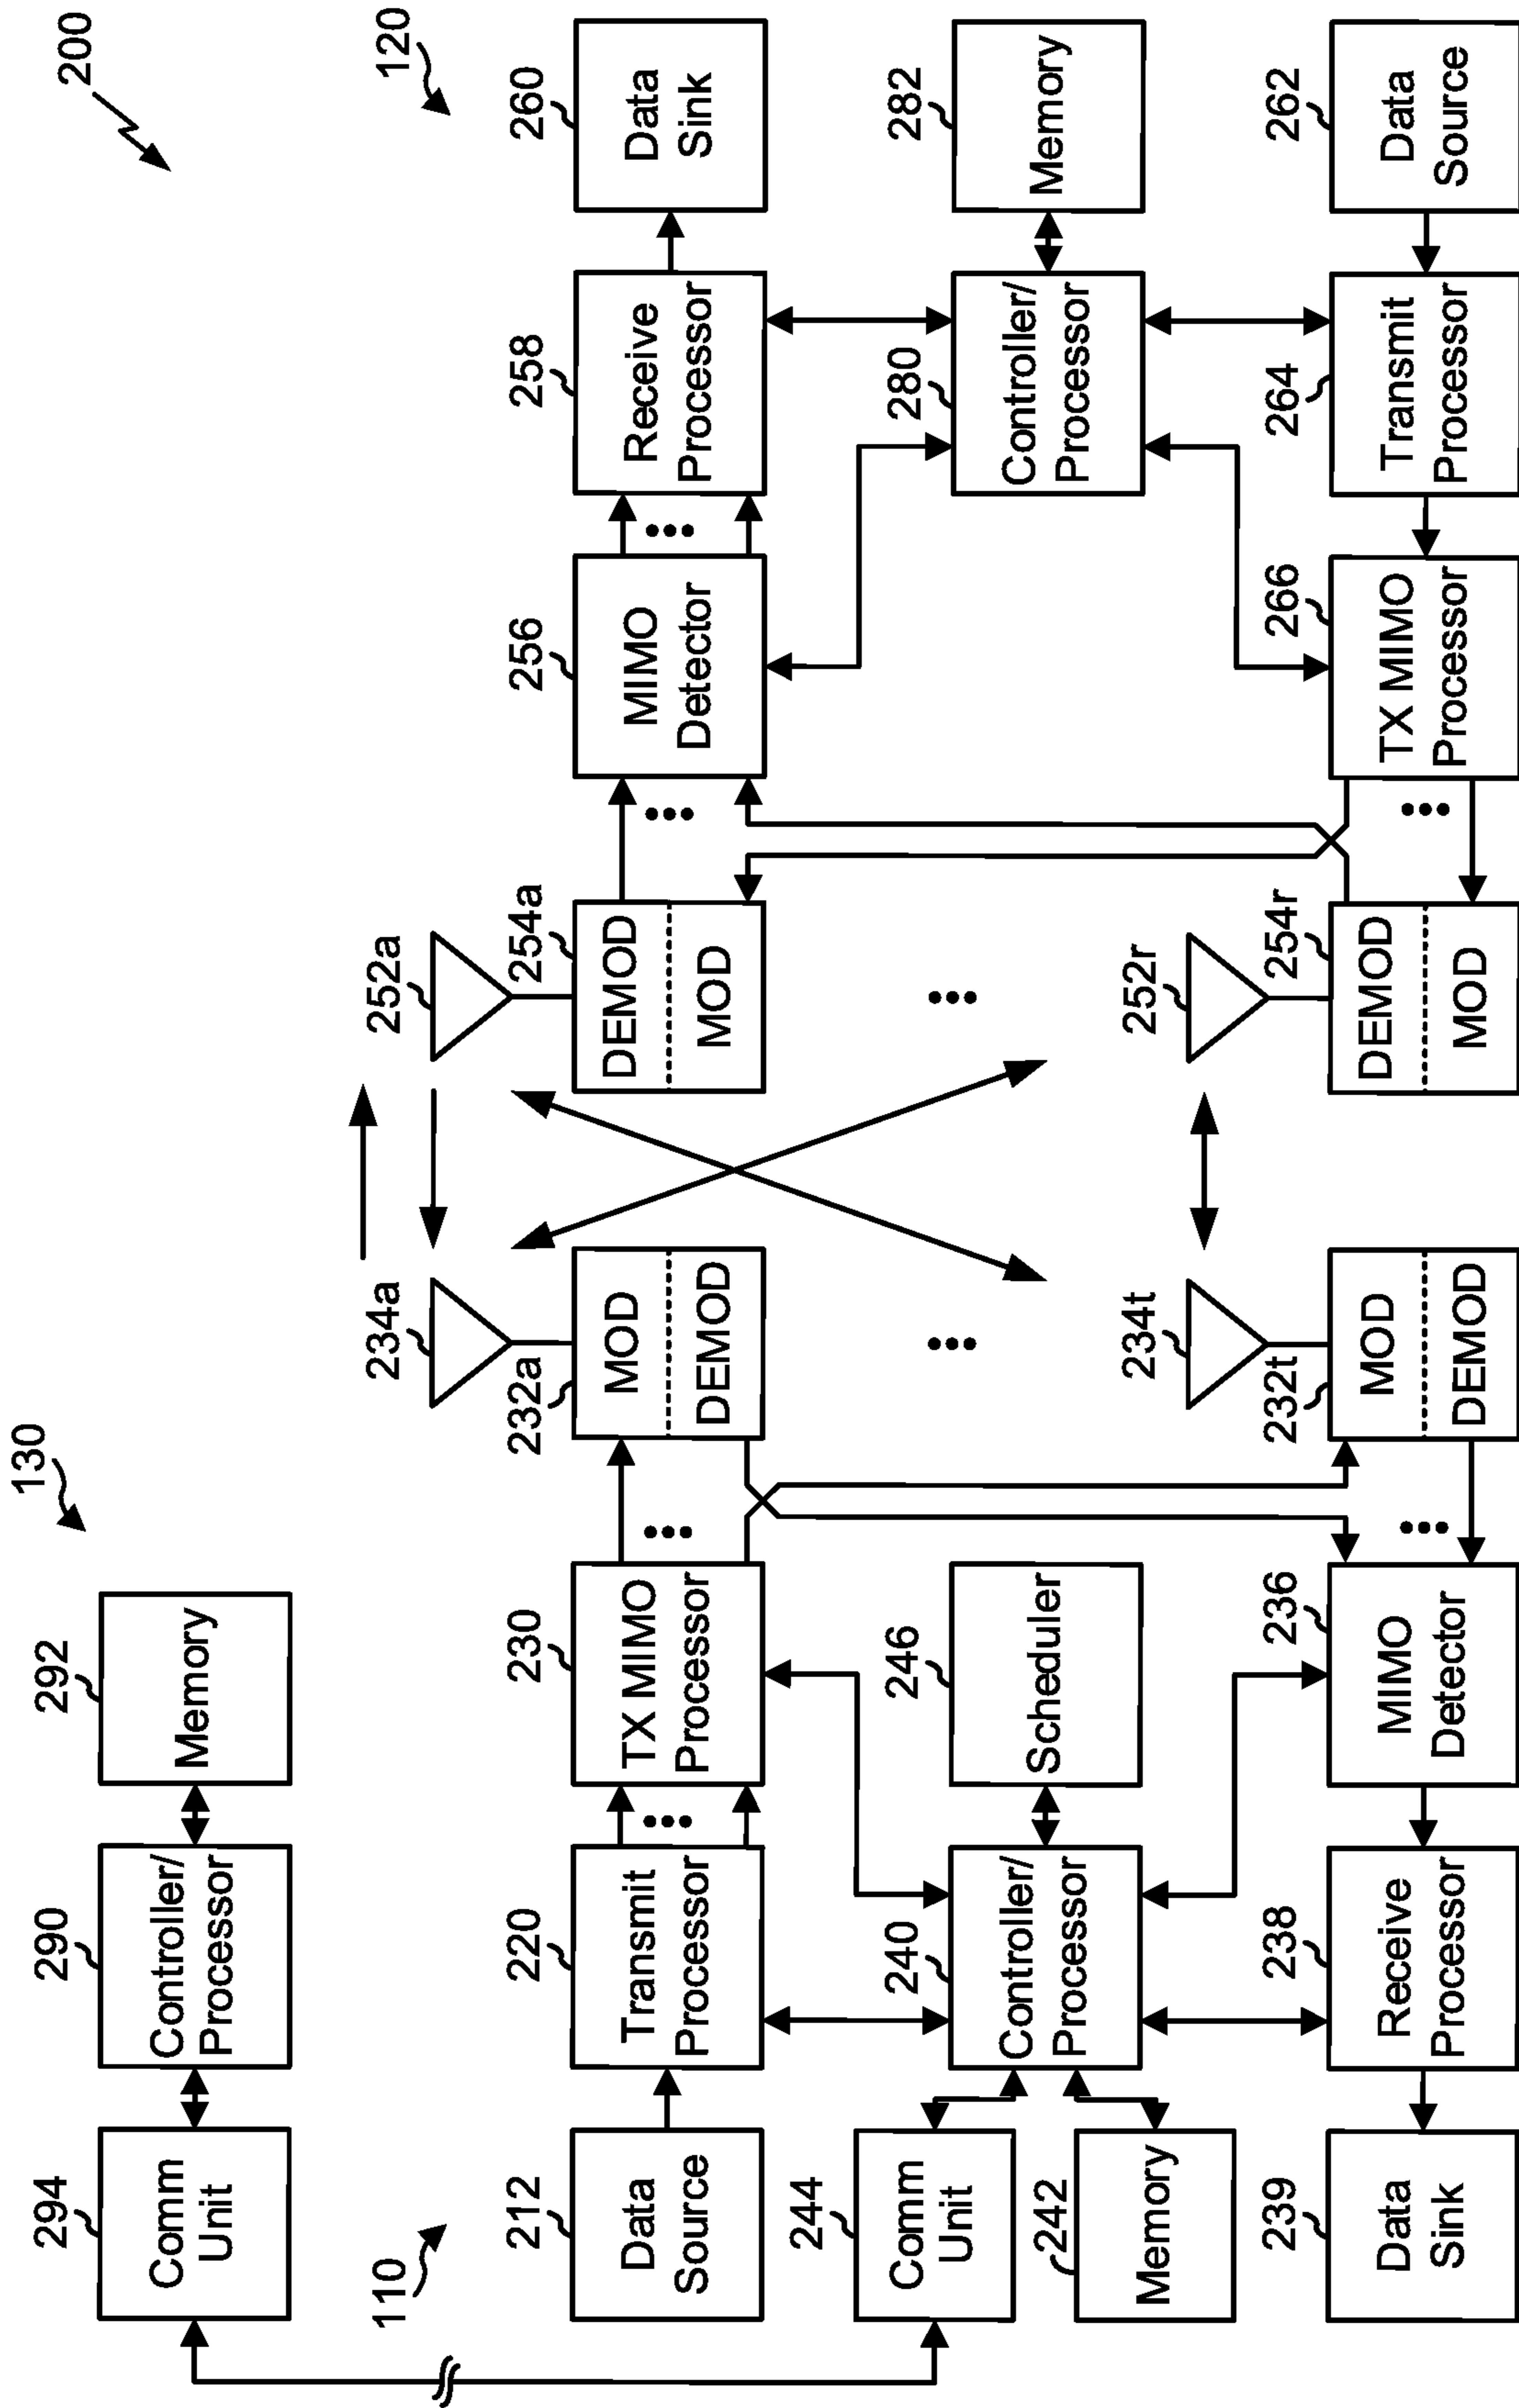 200
130
120
294
Comm
Unit
290
Controller/
Processor
292
Memory
110
212
Data
Source
220
Transmit
Processor
230
TX MIMO
Processor
232a
MOD
DEMOD
234a
252a
254a
DEMOD
MOD
256
MIMO
Detector
258
Receive
Processor
260
Data
Sink
244
Comm
Unit
242
Memory
240
Controller/
Processor
246
Scheduler
280
Controller/
Processor
282
Memory
239
Data
Sink
238
Receive
Processor
236
MIMO
Detector
232t
MOD
DEMOD
234t
252r
254r
DEMOD
MOD
266
TX MIMO
Processor
264
Transmit
Processor
262
Data
Source